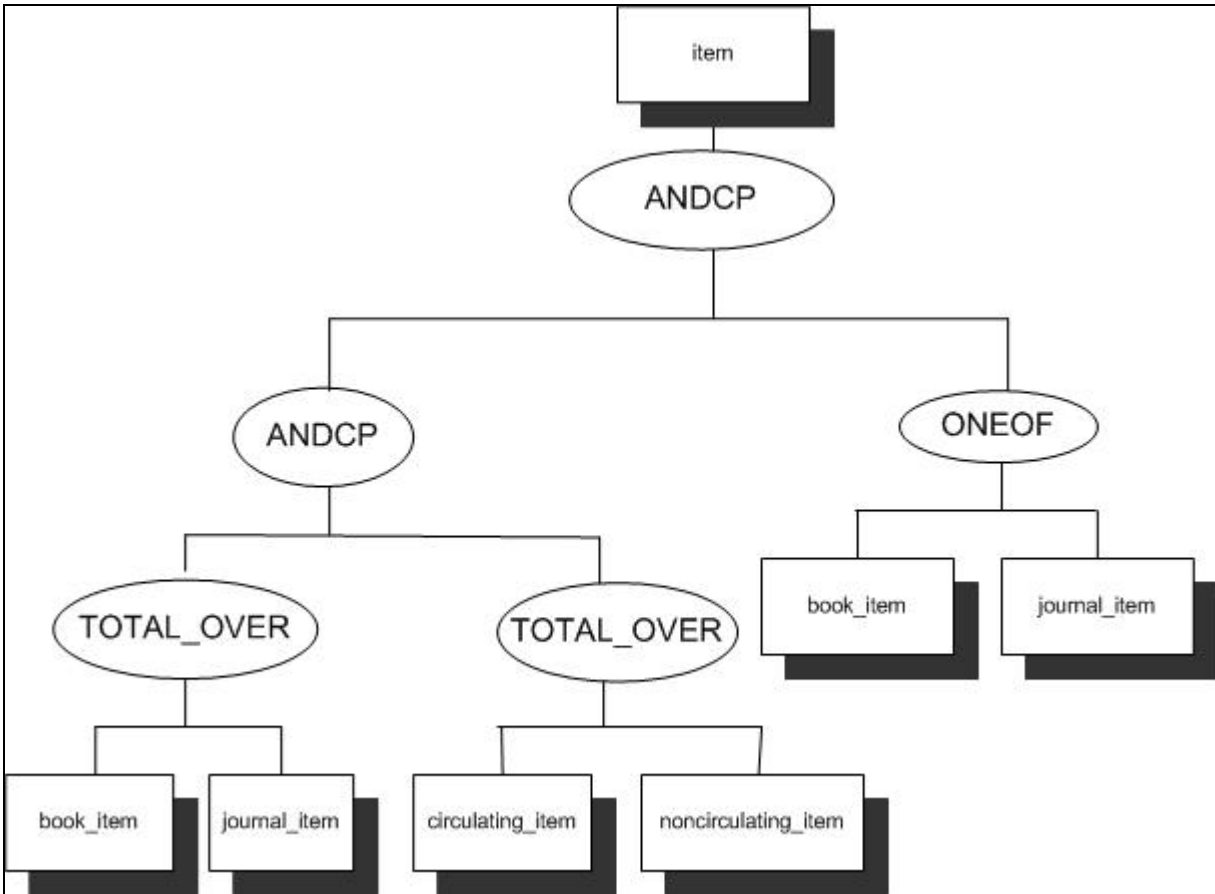 item
ANDCP
ANDCP
ONEOF
TOTAL_OVER
TOTAL_OVER
book_item
journal_item
book_item
journal_item
circulating_item
noncirculating_item